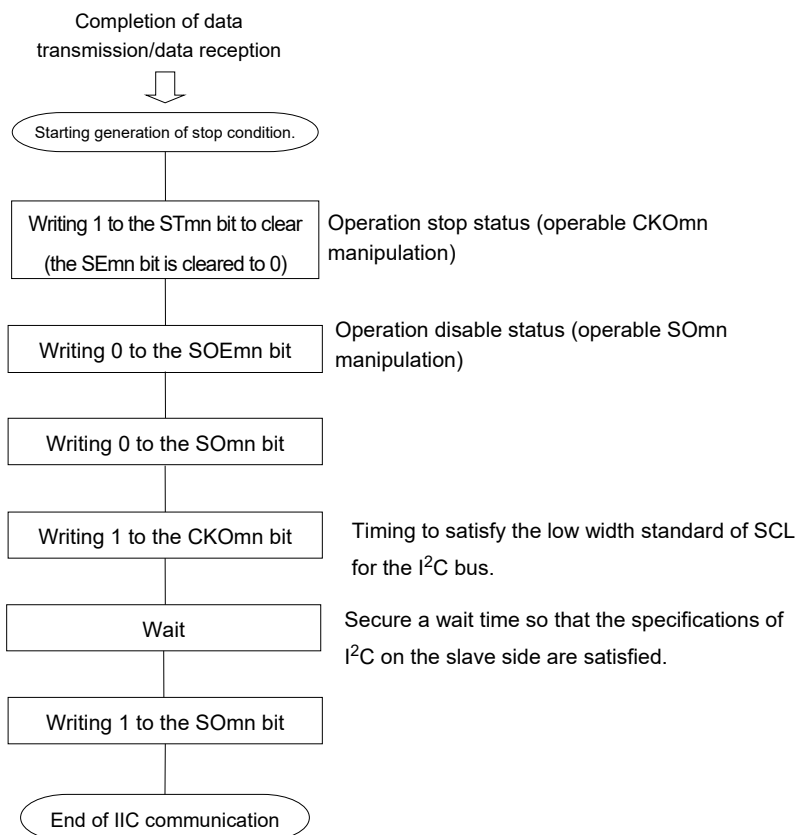 Completion of data
transmission/data reception
Starting generation of stop condition.
Writing 1 to the STmn bit to clear
(the SEmn bit is cleared to 0)
Operation stop status (operable CKOmn
manipulation)
Writing 0 to the SOEmn bit
Operation disable status (operable SOmn
manipulation)
Writing 0 to the SOmn bit
Writing 1 to the CKOmn bit
Timing to satisfy the low width standard of SCL
for the I²C bus.
Wait
Secure a wait time so that the specifications of
I²C on the slave side are satisfied.
Writing 1 to the SOmn bit
End of IIC communication